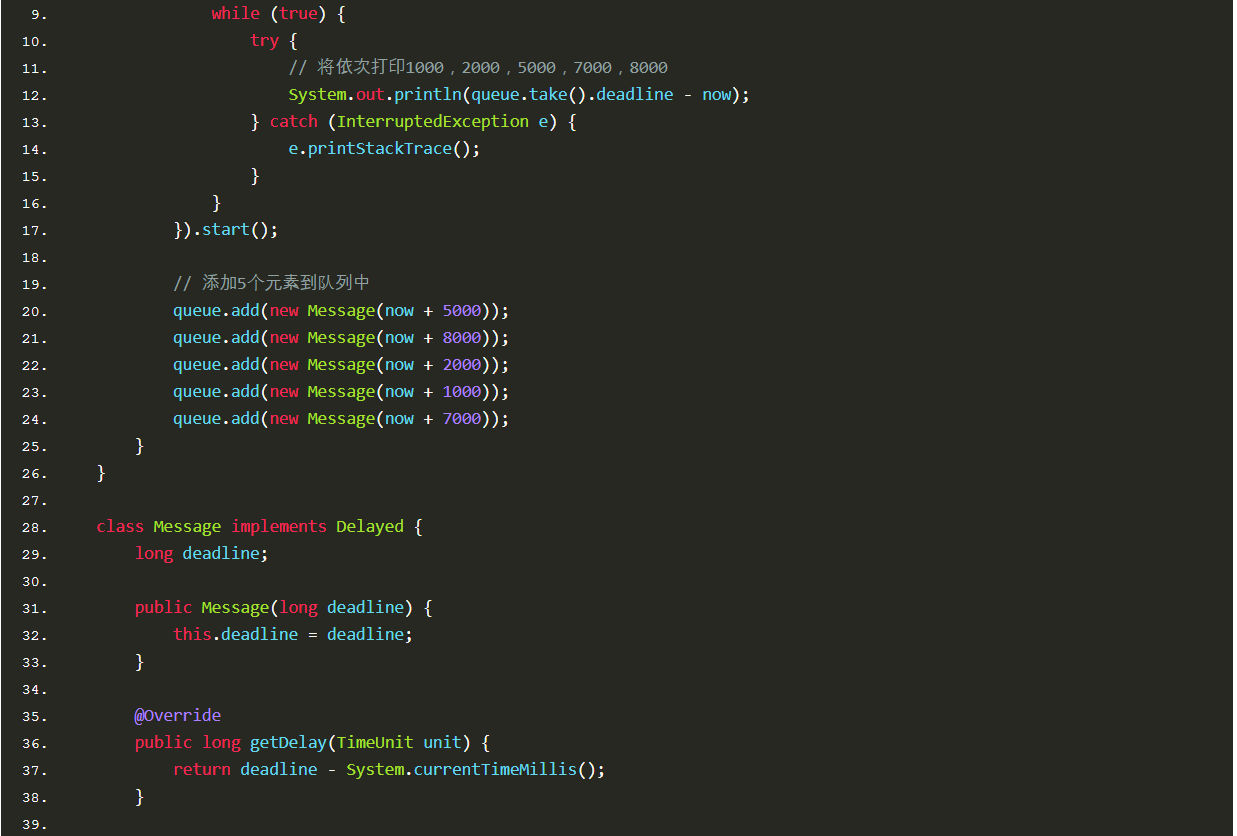 9.                 while (true) {
10.                     try {
11.                         // 将依次打印1000，2000，5000，7000，8000
12.                         System.out.println(queue.take().deadline - now);
13.                     } catch (InterruptedException e) {
14.                         e.printStackTrace();
15.                     }
16.                 }
17.             }).start();
18.
19.             // 添加5个元素到队列中
20.             queue.add(new Message(now + 5000));
21.             queue.add(new Message(now + 8000));
22.             queue.add(new Message(now + 2000));
23.             queue.add(new Message(now + 1000));
24.             queue.add(new Message(now + 7000));
25.         }
26.     }
27.
28.     class Message implements Delayed {
29.         long deadline;
30.
31.         public Message(long deadline) {
32.             this.deadline = deadline;
33.         }
34.
35.         @Override
36.         public long getDelay(TimeUnit unit) {
37.             return deadline - System.currentTimeMillis();
38.         }
39.